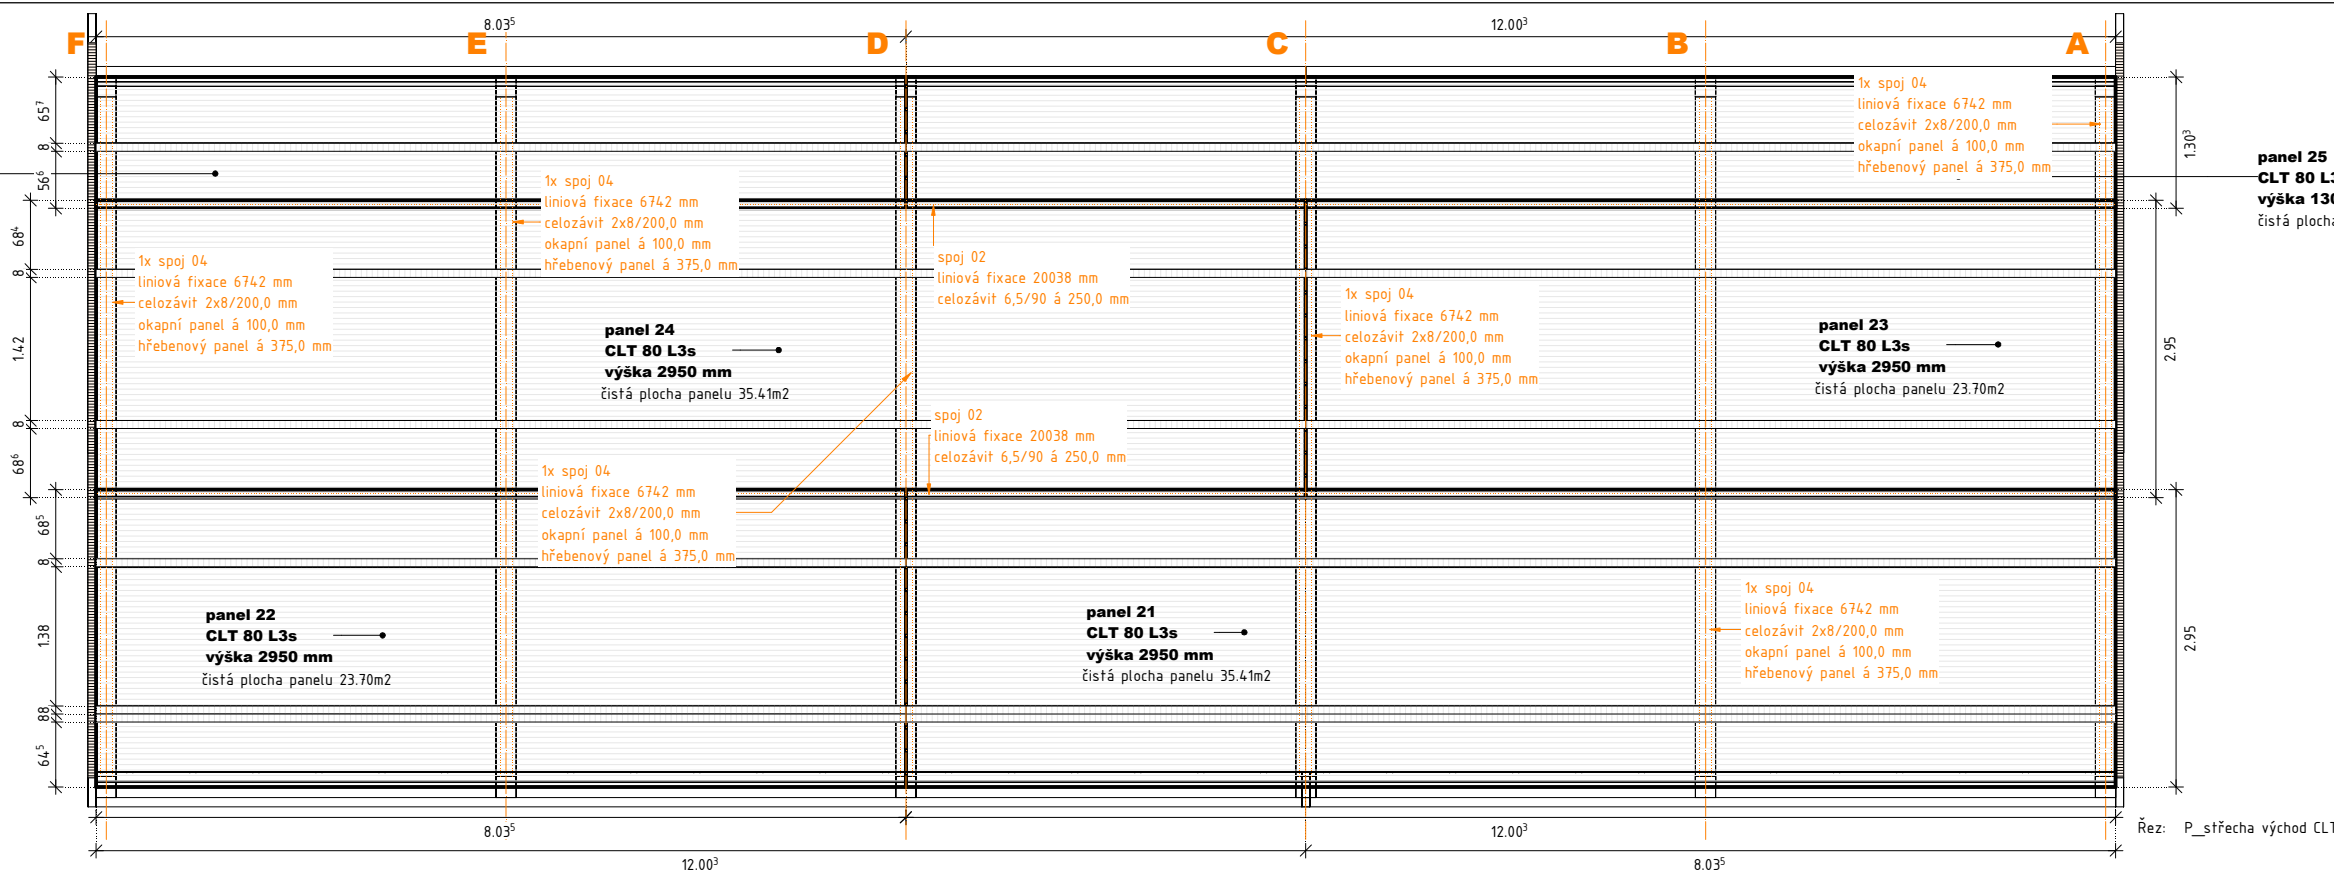 8.03⁵
12.00³
F
E
D
C
B
A
1x spoj 04
liniová fixace 6742 mm
celozávit 2x8/200,0 mm
okapní panel á 100,0 mm
hřebenový panel á 375,0 mm
65⁷
8
56⁶
68⁴
8
1.42
8
68⁶
68⁵
8
1.38
88
64⁵
1.30³
2.95
2.95
panel 25
CLT 80 L3
výška 130
čistá plocha
1x spoj 04
liniová fixace 6742 mm
celozávit 2x8/200,0 mm
okapní panel á 100,0 mm
hřebenový panel á 375,0 mm
1x spoj 04
liniová fixace 6742 mm
celozávit 2x8/200,0 mm
okapní panel á 100,0 mm
hřebenový panel á 375,0 mm
spoj 02
liniová fixace 20038 mm
celozávit 6,5/90 á 250,0 mm
1x spoj 04
liniová fixace 6742 mm
celozávit 2x8/200,0 mm
okapní panel á 100,0 mm
hřebenový panel á 375,0 mm
panel 24
CLT 80 L3s
výška 2950 mm
čistá plocha panelu 35.41m2
panel 23
CLT 80 L3s
výška 2950 mm
čistá plocha panelu 23.70m2
spoj 02
liniová fixace 20038 mm
celozávit 6,5/90 á 250,0 mm
1x spoj 04
liniová fixace 6742 mm
celozávit 2x8/200,0 mm
okapní panel á 100,0 mm
hřebenový panel á 375,0 mm
panel 22
CLT 80 L3s
výška 2950 mm
čistá plocha panelu 23.70m2
panel 21
CLT 80 L3s
výška 2950 mm
čistá plocha panelu 35.41m2
1x spoj 04
liniová fixace 6742 mm
celozávit 2x8/200,0 mm
okapní panel á 100,0 mm
hřebenový panel á 375,0 mm
8.03⁵
12.00³
Řez: P_střecha východ CLT
12.00³
8.03⁵